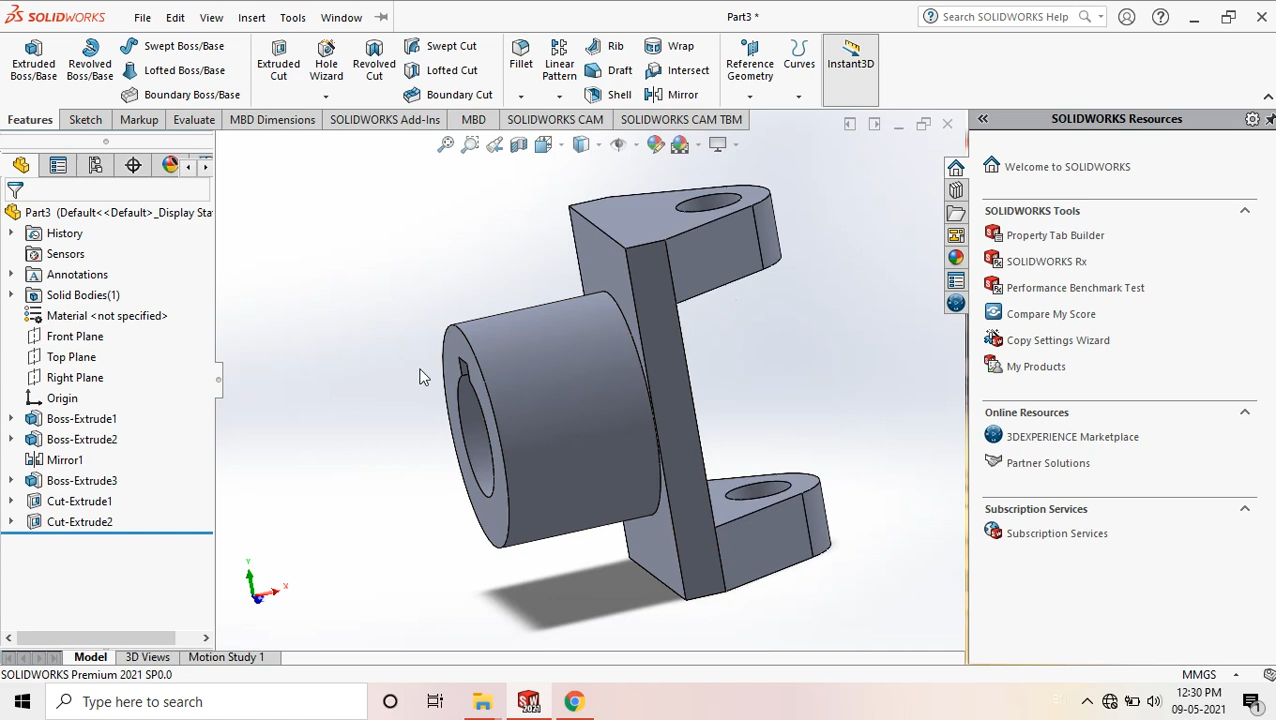 SOLIDWORKS File Edit View Insert Tools Window Part3 * Search SOLIDWORKS Help
Extruded Boss/Base Revolved Boss/Base Swept Boss/Base Lofted Boss/Base Boundary Boss/Base
Extruded Cut Hole Wizard Revolved Cut Swept Cut Lofted Cut Boundary Cut
Fillet Linear Pattern Rib Draft Shell Wrap Intersect Mirror
Reference Geometry Curves Instant3D
Features Sketch Markup Evaluate MBD Dimensions SOLIDWORKS Add-Ins MBD SOLIDWORKS CAM SOLIDWORKS CAM TBM
Part3 (Default<<Default>_Display Sta
History
Sensors
Annotations
Solid Bodies(1)
Material <not specified>
Front Plane
Top Plane
Right Plane
Origin
Boss-Extrude1
Boss-Extrude2
Mirror1
Boss-Extrude3
Cut-Extrude1
Cut-Extrude2
Y
X
SOLIDWORKS Resources
Welcome to SOLIDWORKS
SOLIDWORKS Tools
Property Tab Builder
SOLIDWORKS Rx
Performance Benchmark Test
Compare My Score
Copy Settings Wizard
My Products
Online Resources
3DEXPERIENCE Marketplace
Partner Solutions
Subscription Services
Subscription Services
Model 3D Views Motion Study 1
SOLIDWORKS Premium 2021 SP0.0 MMGS
Type here to search
SW
2021
12:30 PM
09-05-2021
1